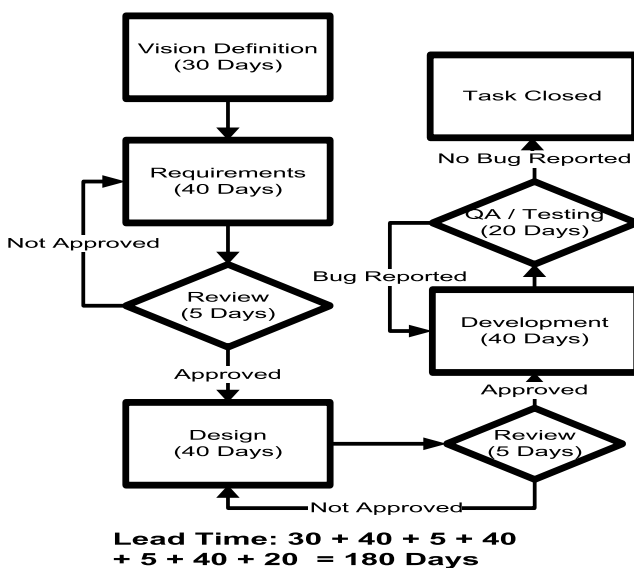 Vision Definition
(30 Days)
Requirements
(40 Days)
Not Approved
Review
(5 Days)
Approved
Design
(40 Days)
Not Approved
Review
(5 Days)
Approved
Development
(40 Days)
Bug Reported
QA / Testing
(20 Days)
No Bug Reported
Task Closed
Lead Time: 30 + 40 + 5 + 40
+ 5 + 40 + 20 = 180 Days